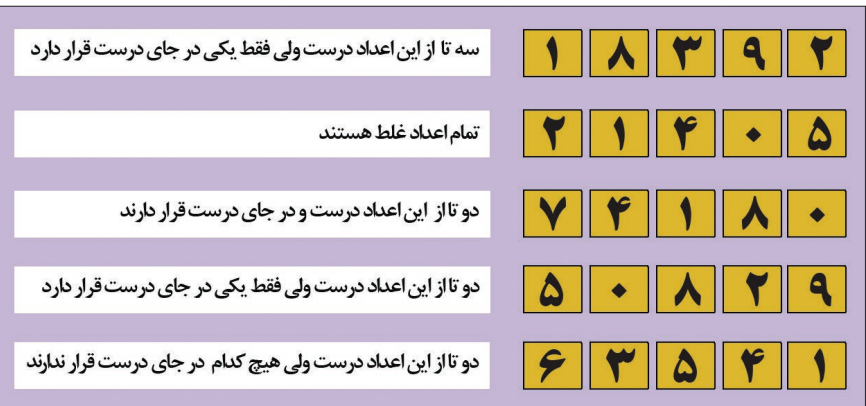 سه تا از این اعداد درست ولی فقط یکی در جای درست قرار دارد
۱ ۸ ۳ ۹ ۲
تمام اعداد غلط هستند
۲ ۱ ۴ ۰ ۵
دو تا از این اعداد درست و در جای درست قرار دارند
۷ ۴ ۱ ۸ ۰
دو تا از این اعداد درست ولی فقط یکی در جای درست قرار دارد
۵ ۰ ۸ ۲ ۹
دو تا از این اعداد درست ولی هیچ کدام در جای درست قرار ندارند
۶ ۳ ۵ ۴ ۱